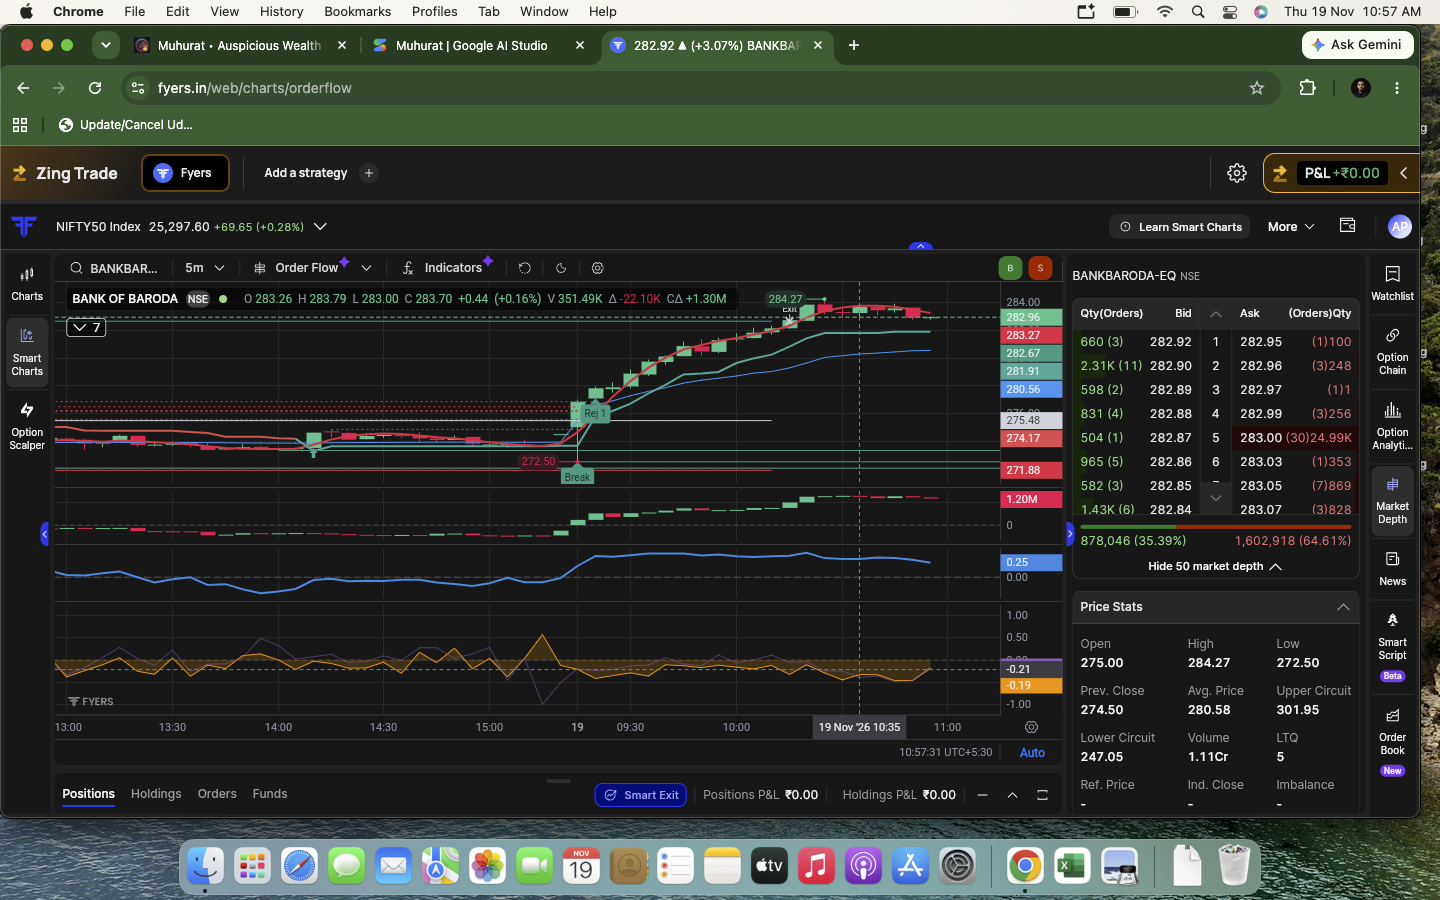 Chrome File Edit View History Bookmarks Profiles Tab Window Help Thu 19 Nov 10:57 AM
Muhurat • Auspicious Wealth
Muhurat | Google AI Studio
282.92 ▲ (+3.07%) BANKBAR
Ask Gemini
fyers.in/web/charts/orderflow
Update/Cancel Ud...
Zing Trade
Fyers
Add a strategy
P&L +₹0.00
NIFTY50 Index 25,297.60 +69.65 (+0.28%)
Learn Smart Charts
More
AP
Charts
Smart Charts
Option Scalper
BANKBAR... 5m Order Flow Indicators
B S
BANK OF BARODA NSE O 283.26 H 283.79 L 283.00 C 283.70 +0.44 (+0.16%) V 351.49K Δ -22.10K CΔ +1.30M
7
284.27
Exit
Rej 1
272.50
Break
284.00
282.96
283.27
282.67
281.91
280.56
275.48
274.17
271.88
1.20M
0
0.25
0.00
1.00
0.50
-0.21
-0.19
-1.00
FYERS
13:00 13:30 14:00 14:30 15:00 19 09:30 10:00 19 Nov '26 10:35 11:00
10:57:31 UTC+5:30 Auto
Positions Holdings Orders Funds
Smart Exit
Positions P&L ₹0.00
Holdings P&L ₹0.00
BANKBARODA-EQ NSE
Qty(Orders) Bid Ask (Orders)Qty
660 (3) 282.92 1 282.95 (1)100
2.31K (11) 282.90 2 282.96 (3)248
598 (2) 282.89 3 282.97 (1)1
831 (4) 282.88 4 282.99 (3)256
504 (1) 282.87 5 283.00 (30)24.99K
965 (5) 282.86 6 283.03 (1)353
582 (3) 282.85 283.05 (7)869
1.43K (6) 282.84 283.07 (3)828
878,046 (35.39%) 1,602,918 (64.61%)
Hide 50 market depth
Price Stats
Open High Low
275.00 284.27 272.50
Prev. Close Avg. Price Upper Circuit
274.50 280.58 301.95
Lower Circuit Volume LTQ
247.05 1.11Cr 5
Ref. Price Ind. Close Imbalance
- - -
Watchlist
Option Chain
Option Analyti...
Market Depth
News
Smart Script
Beta
Order Book
New
NOV
19
tv